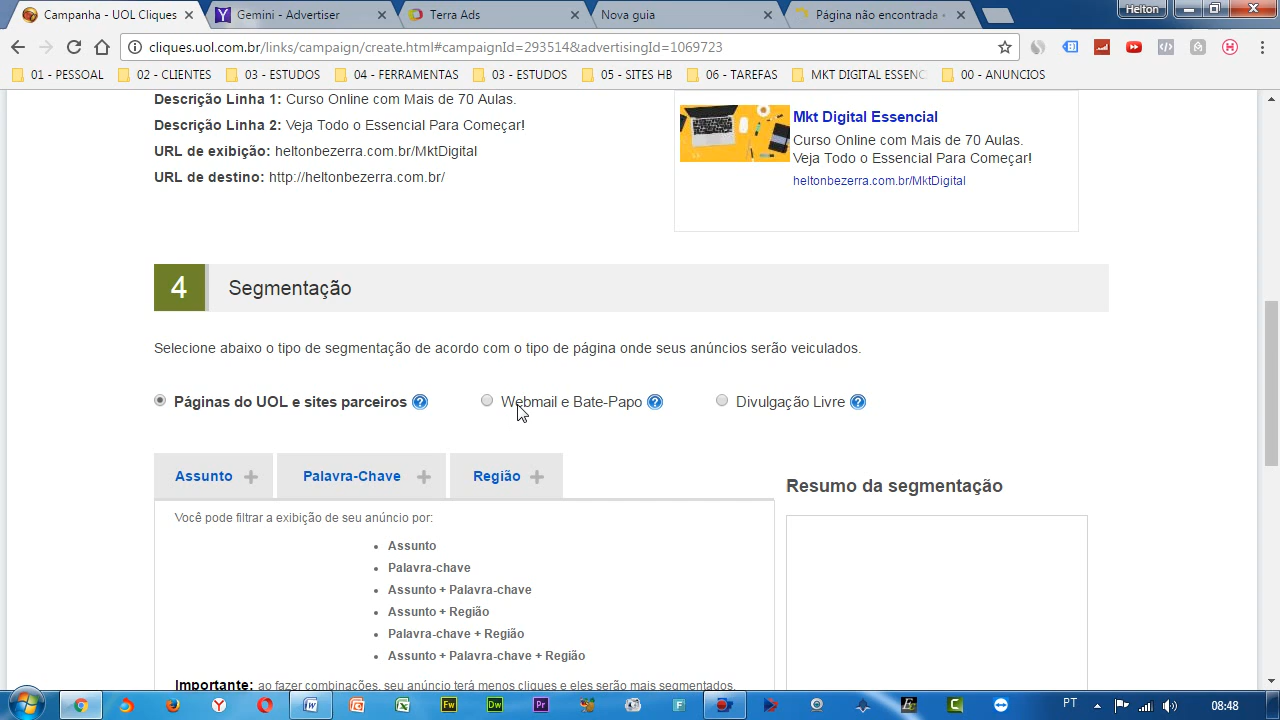 Campanha - UOL Cliques
Gemini - Advertiser
Terra Ads
Nova guia
Página não encontrada
Helton
cliques.uol.com.br/links/campaign/create.html#campaignId=293514&advertisingId=1069723
01 - PESSOAL
02 - CLIENTES
03 - ESTUDOS
04 - FERRAMENTAS
03 - ESTUDOS
05 - SITES HB
06 - TAREFAS
MKT DIGITAL ESSENC
00 - ANUNCIOS
Descrição Linha 1: Curso Online com Mais de 70 Aulas.
Descrição Linha 2: Veja Todo o Essencial Para Começar!
URL de exibição: heltonbezerra.com.br/MktDigital
URL de destino: http://heltonbezerra.com.br/
Mkt Digital Essencial
Curso Online com Mais de 70 Aulas.
Veja Todo o Essencial Para Começar!
heltonbezerra.com.br/MktDigital
4 Segmentação
Selecione abaixo o tipo de segmentação de acordo com o tipo de página onde seus anúncios serão veiculados.
Páginas do UOL e sites parceiros ? Webmail e Bate-Papo ? Divulgação Livre ?
Assunto + Palavra-Chave + Região +
Resumo da segmentação
Você pode filtrar a exibição de seu anúncio por:
• Assunto
• Palavra-chave
• Assunto + Palavra-chave
• Assunto + Região
• Palavra-chave + Região
• Assunto + Palavra-chave + Região
Importante: ao fazer combinações, seu anúncio terá menos cliques e eles serão mais segmentados.
PT
08:48